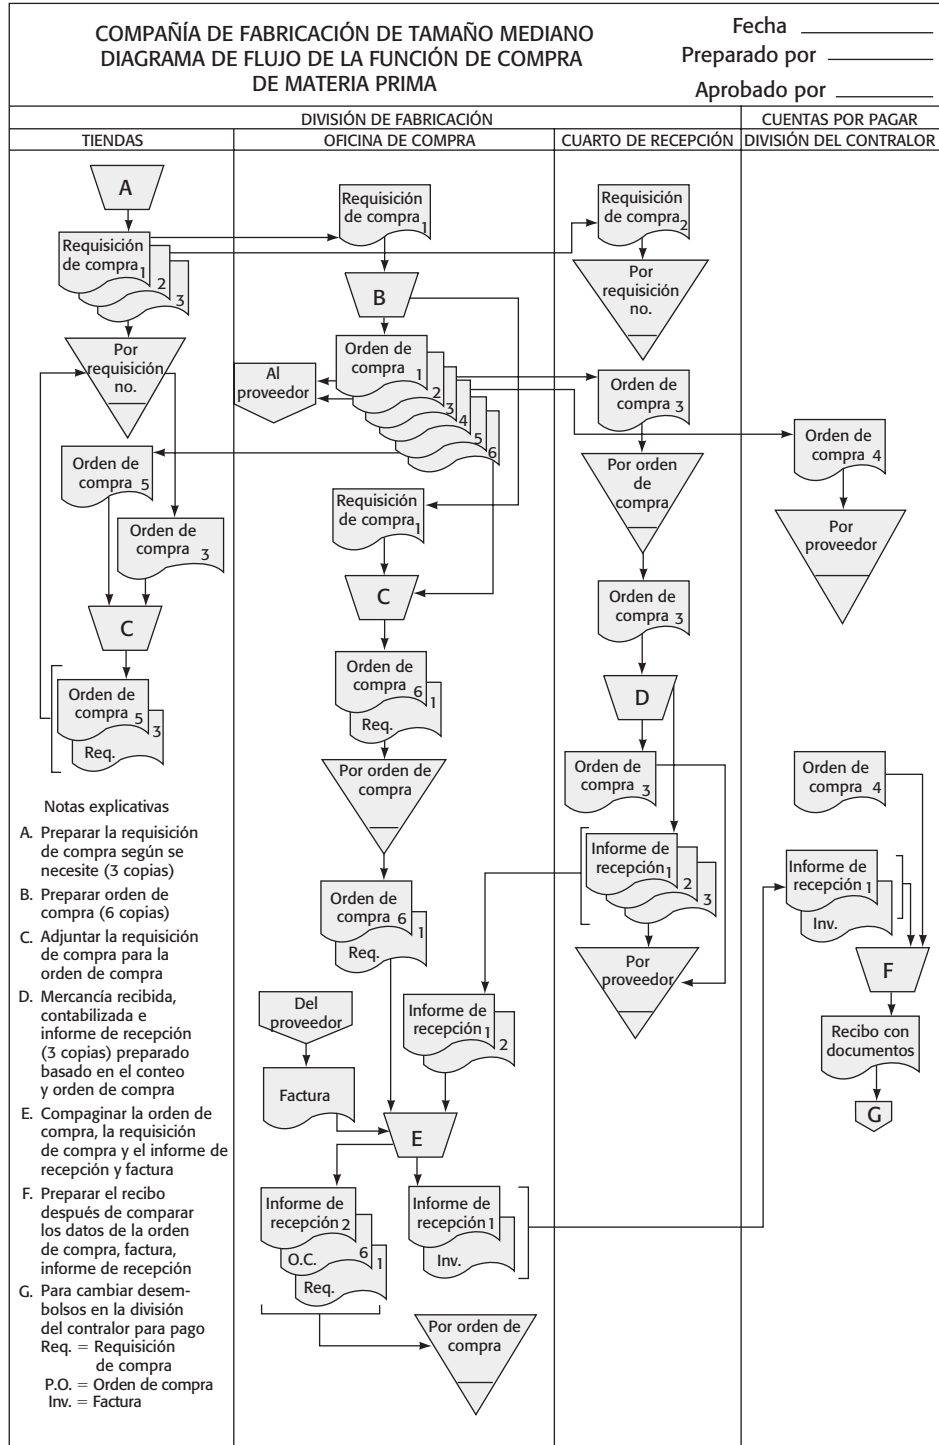 COMPAÑÍA DE FABRICACIÓN DE TAMAÑO MEDIANO
DIAGRAMA DE FLUJO DE LA FUNCIÓN DE COMPRA
DE MATERIA PRIMA
Fecha
Preparado por
Aprobado por
DIVISIÓN DE FABRICACIÓN
CUENTAS POR PAGAR
TIENDAS
OFICINA DE COMPRA
CUARTO DE RECEPCIÓN
DIVISIÓN DEL CONTRALOR
A
Requisición
de compra 1
2
3
Por
requisición
no.
Orden de
compra 5
Orden de
compra 3
C
Orden de
compra 5
3
Req.
Notas explicativas
A. Preparar la requisición
de compra según se
necesite (3 copias)
B. Preparar orden de
compra (6 copias)
C. Adjuntar la requisición
de compra para la
orden de compra
D. Mercancía recibida,
contabilizada e
informe de recepción
(3 copias) preparado
basado en el conteo
y orden de compra
E. Compaginar la orden de
compra, la requisición
de compra y el informe de
recepción y factura
F. Preparar el recibo
después de comparar
los datos de la orden
de compra, factura,
informe de recepción
G. Para cambiar desem-
bolsos en la división
del contralor para pago
Req. = Requisición
de compra
P.O. = Orden de compra
Inv. = Factura
Requisición
de compra 1
B
Orden de
compra 1
2
3
4
5
6
Al
proveedor
Requisición
de compra 1
C
Orden de
compra 6
1
Req.
Por orden de
compra
Orden de
compra 6
1
Req.
Del
proveedor
Factura
Informe de
recepción 1
2
E
Informe de
recepción 2
O.C. 6
1
Req.
Informe de
recepción 1
Inv.
Por orden de
compra
Requisición
de compra 2
Por
requisición
no.
Orden de
compra 3
Por orden
de
compra
Orden de
compra 3
D
Orden de
compra 3
Informe de
recepción 1
2
3
Por
proveedor
Orden de
compra 4
Por
proveedor
Orden de
compra 4
Informe de
recepción 1
Inv.
F
Recibo con
documentos
G